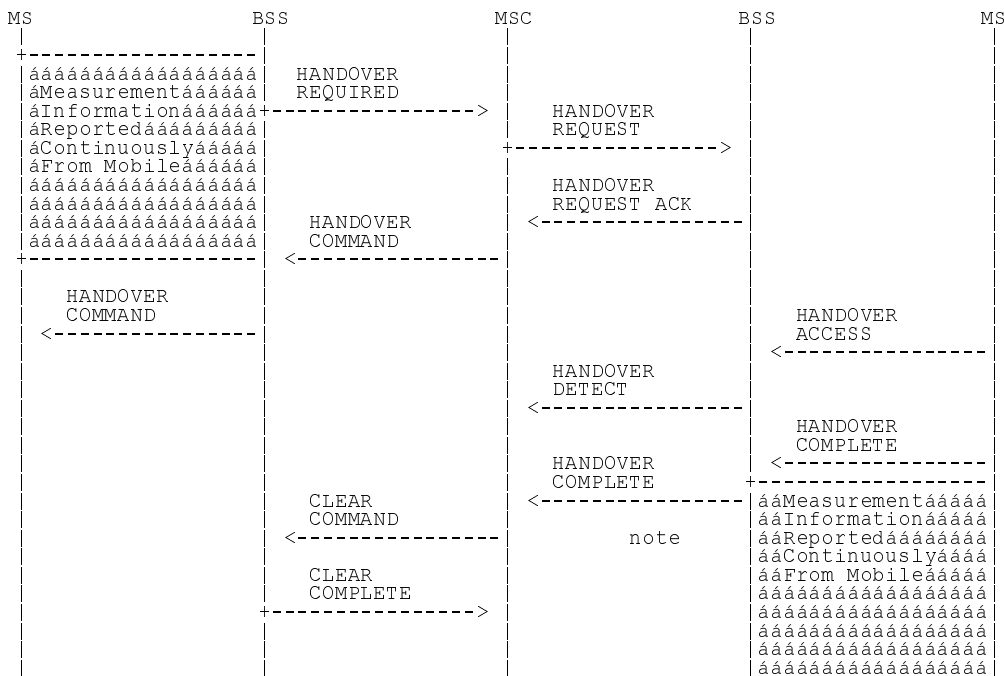 MS BSS MSC BSS MS
áááááááááááááááááá HANDOVER
áMeasurementáááááá REQUIRED
áInformationáááááá HANDOVER
áReportedááááááááá REQUEST
áContinuouslyááááá
áFrom Mobileáááááá
áááááááááááááááááá HANDOVER
áááááááááááááááááá REQUEST ACK
áááááááááááááááááá HANDOVER
áááááááááááááááááá COMMAND
HANDOVER
COMMAND HANDOVER
ACCESS
HANDOVER
DETECT
HANDOVER
COMPLETE
HANDOVER
COMPLETE
CLEAR ááMeasurementááááá
COMMAND ááInformationááááá
note ááReportedáááááááá
ááContinuouslyáááá
CLEAR ááFrom Mobileááááá
COMPLETE áááááááááááááááááá
áááááááááááááááááá
áááááááááááááááááá
áááááááááááááááááá
áááááááááááááááááá